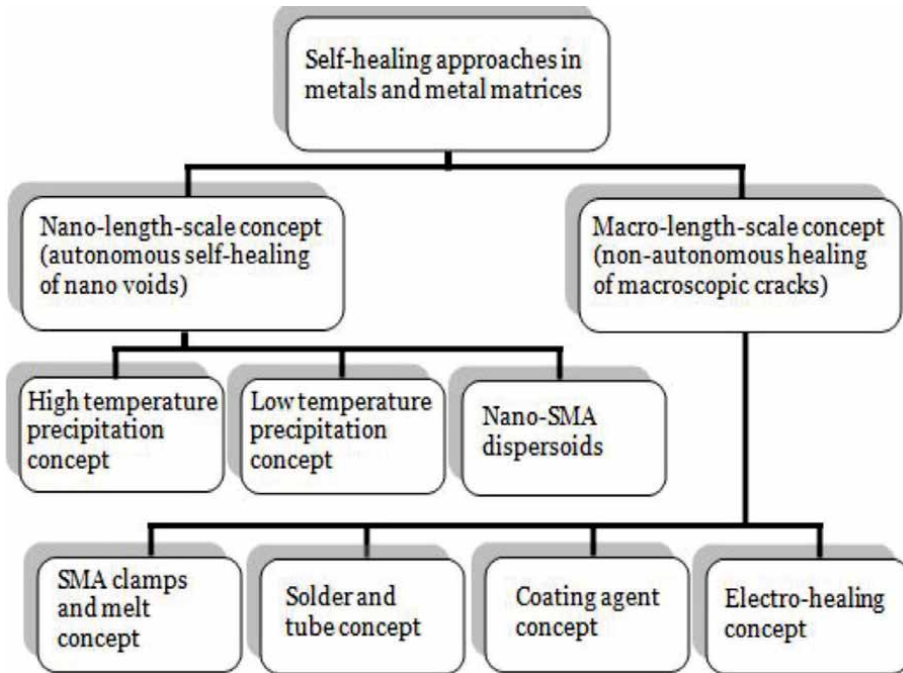 Self-healing approaches in
metals and metal matrices
Nano-length-scale concept
(autonomous self-healing
of nano voids)
Macro-length-scale concept
(non-autonomous healing
of macroscopic cracks)
High temperature
precipitation
concept
Low temperature
precipitation
concept
Nano-SMA
dispersoids
SMA clamps
and melt
concept
Solder and
tube concept
Coating agent
concept
Electro-healing
concept